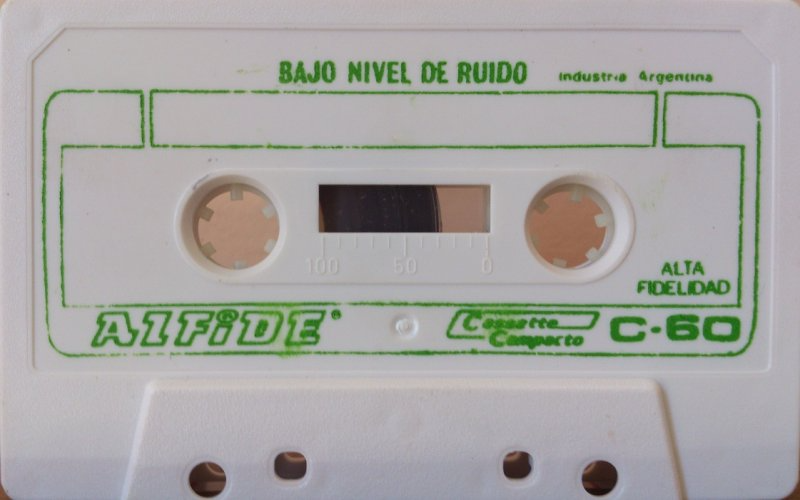 BAJO NIVEL DE RUIDO
Industria Argentina
100 50 0
ALTA
FIDELIDAD
ALFiDE®
Cassette
Compacto
C-60